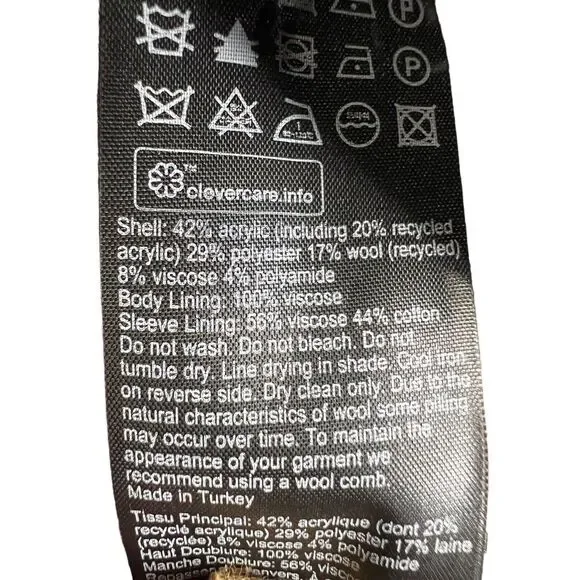 P
P
clevercare.info
Shell: 42% acrylic (including 20% recycled
acrylic) 29% polyester 17% wool (recycled)
8% viscose 4% polyamide
Body Lining: 100% viscose
Sleeve Lining: 56% viscose 44% cotton
Do not wash. Do not bleach. Do not
tumble dry. Line drying in shade. Cool iron
on reverse side. Dry clean only. Due to the
natural characteristics of wool some pilling
may occur over time. To maintain the
appearance of your garment we
recommend using a wool comb.
Made in Turkey
Tissu Principal: 42% acrylique (dont 20%
recyclé acrylique) 29% polyester 17% laine
(recyclée) 8% viscose 4% polyamide
Haut Doublure: 100% viscose
Manche Doublure: 56%